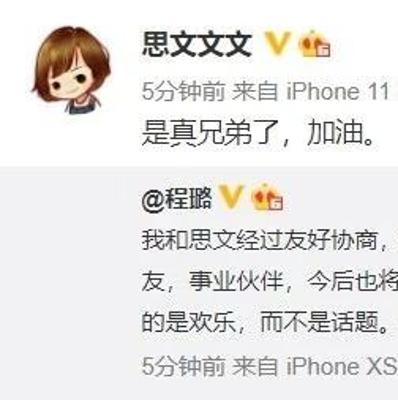 思文文文
5分钟前 来自 iPhone 11
是真兄弟了，加油。
@程璐
我和思文经过友好协商，
友，事业伙伴，今后也将
的是欢乐，而不是话题。
5分钟前 来自 iPhone XS